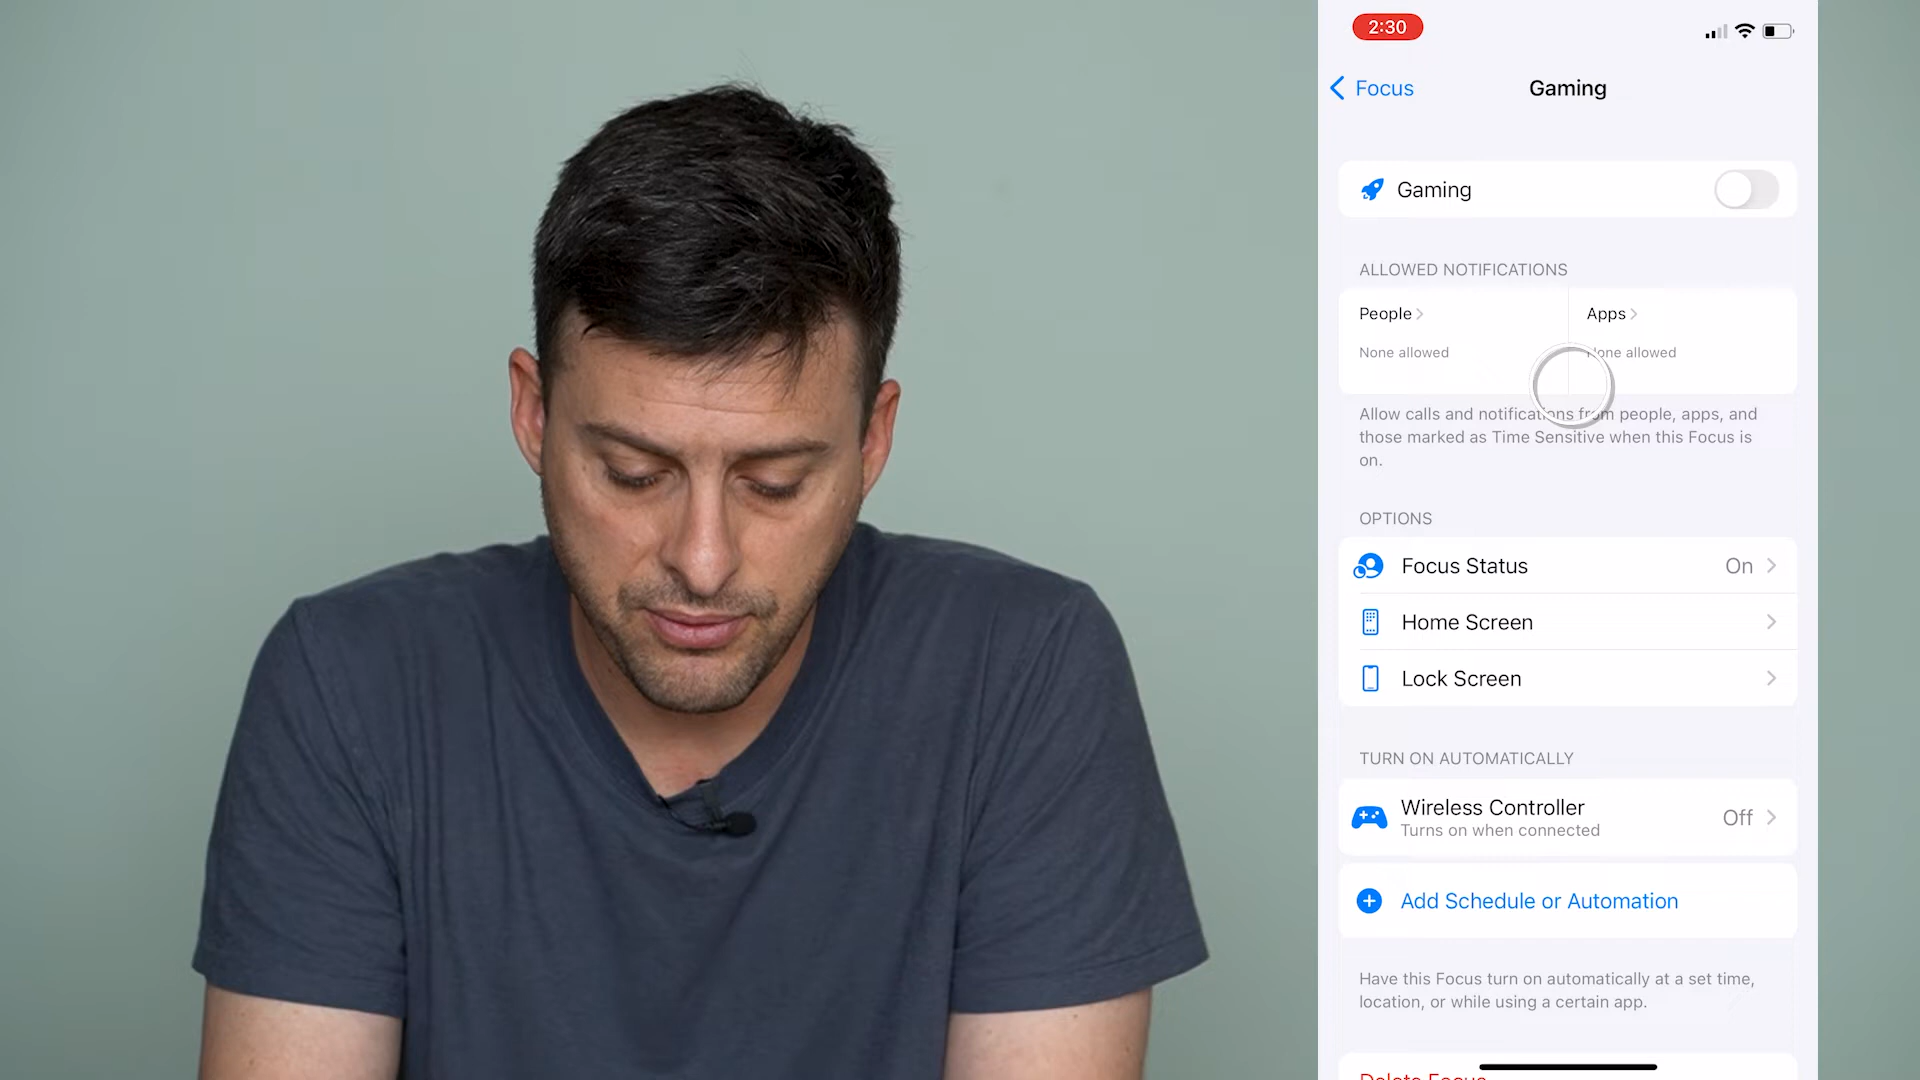 2:30
Focus
Gaming
Gaming
ALLOWED NOTIFICATIONS
People
Apps
None allowed
None allowed
Allow calls and notifications from people, apps, and
those marked as Time Sensitive when this Focus is
on.
OPTIONS
Focus Status On
Home Screen
Lock Screen
TURN ON AUTOMATICALLY
Wireless Controller
Turns on when connected
Off
Add Schedule or Automation
Have this Focus turn on automatically at a set time,
location, or while using a certain app.
Delete Focus